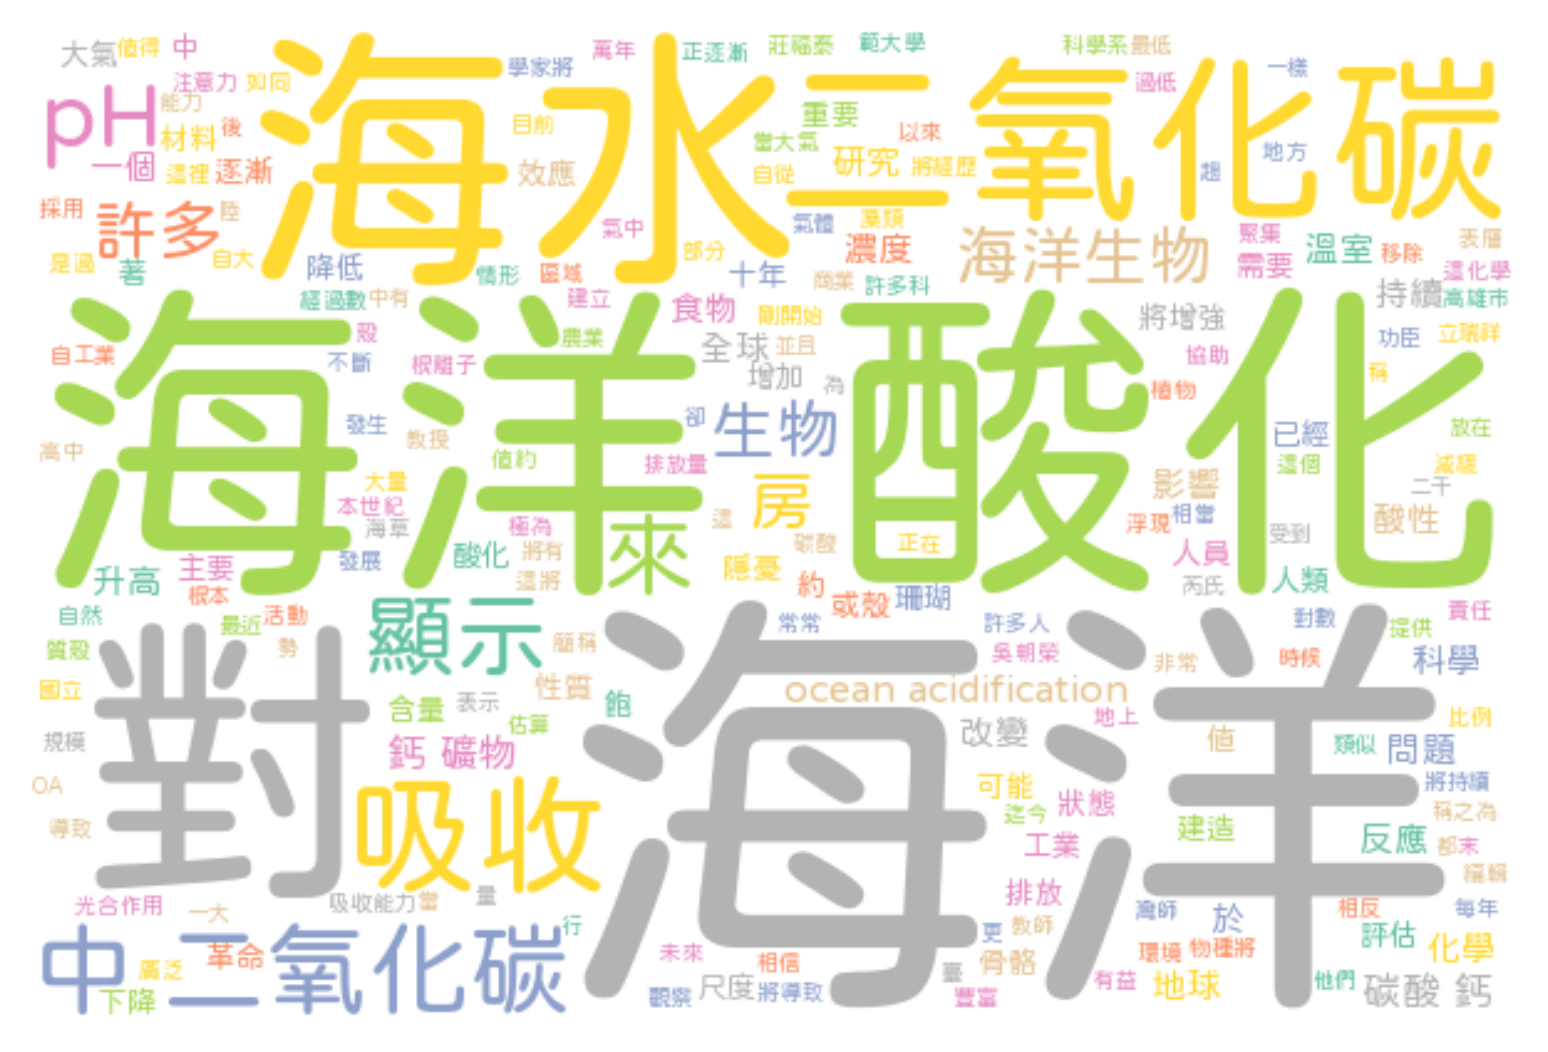 大氣 值得 中
萬年
正逐漸 莊福泰 範大學
科學系 最低
海水 二氧化碳
學家將
一樣
注意力 如同
過低
pH
能力
重要
材料 後
目前
以來
當大氣
地方
一個
這裡 逐漸
效應
自從
研究 將經歷
趨
採用
許多
陸
氣中
氣體
藻類
聚集
表層
濃度
海洋生物
溫室 移除
是過
著
自大
降低
情形
區域
部分
十年
需要
這化學
商業 許多科
持續 高雄市
經過數 中有
建立
食物
剛開始
將增強
殼
農業
功臣 立瑞祥
自工業
不斷
根離子
全球 並且
協助
增加
為
稱
植物
海洋酸化
發生
教授
卻
生物
已經
放在
高中
值約
排放量
這個
減緩
大量
影響
二千
本世紀
房
海草
極為
這
浮現 相當
酸性
來
受到
碳酸
正在
發展
酸化 將有
人員
升高 主要
這將
隱憂
約
芮氏
人類
根本
或殼 珊瑚
自然
最近 活動
顯示
常常
許多人
對數
責任
提供
質殼
勢
簡稱
吳朝榮
非常
時候
科學
對
海洋
國立
性質
ocean acidification
含量 表示
飽
地上
比例
估算
改變
值
規模
鈣 礦物
類似 問題
OA
可能
狀態
將持續
迄今
稱之為
導致
吸收
建造
工業
反應 都 末
編輯
排放
光合作用
吸收能力 當
量
一大
灣師
於
相反
每年
行
更 教師
評估
中二氧化碳
廣泛
革命
未來
相信
環境 物種將
化學
骨骼
臺
下降
觀察
尺度 將導致
豐富
有益
地球
他們
碳酸 鈣